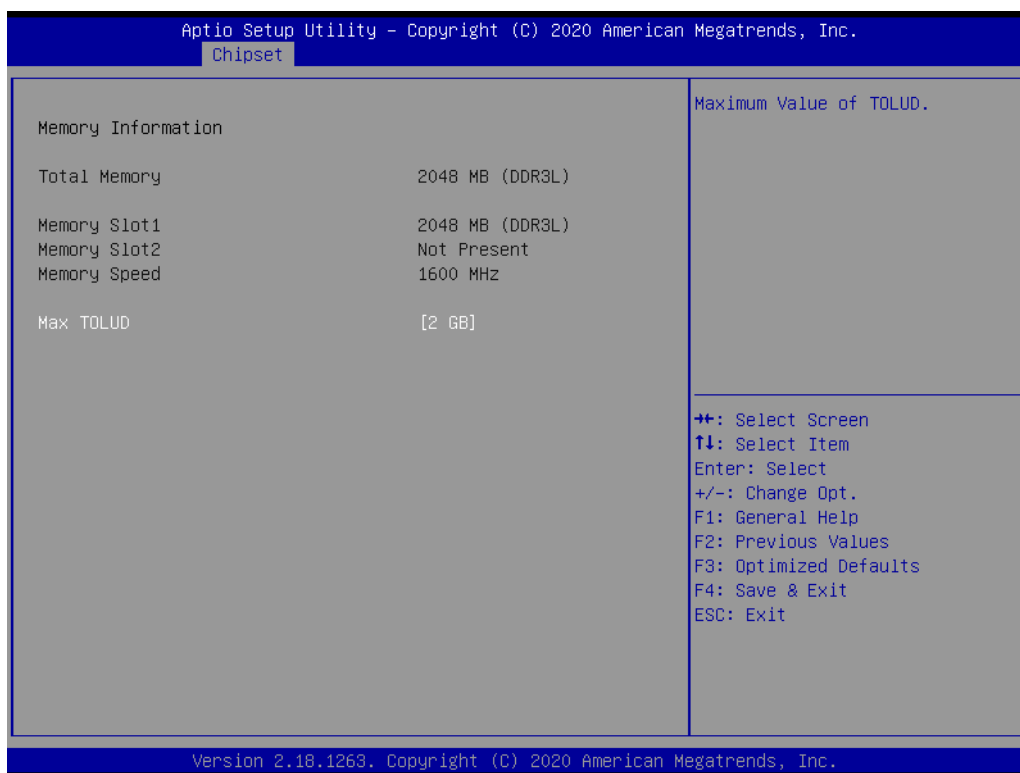 Aptio Setup Utility – Copyright (C) 2020 American Megatrends, Inc.
Chipset
Memory Information
Total Memory 2048 MB (DDR3L)
Memory Slot1 2048 MB (DDR3L)
Memory Slot2 Not Present
Memory Speed 1600 MHz
Max TOLUD [2 GB]
Maximum Value of TOLUD.
→←: Select Screen
↑↓: Select Item
Enter: Select
+/-: Change Opt.
F1: General Help
F2: Previous Values
F3: Optimized Defaults
F4: Save & Exit
ESC: Exit
Version 2.18.1263. Copyright (C) 2020 American Megatrends, Inc.